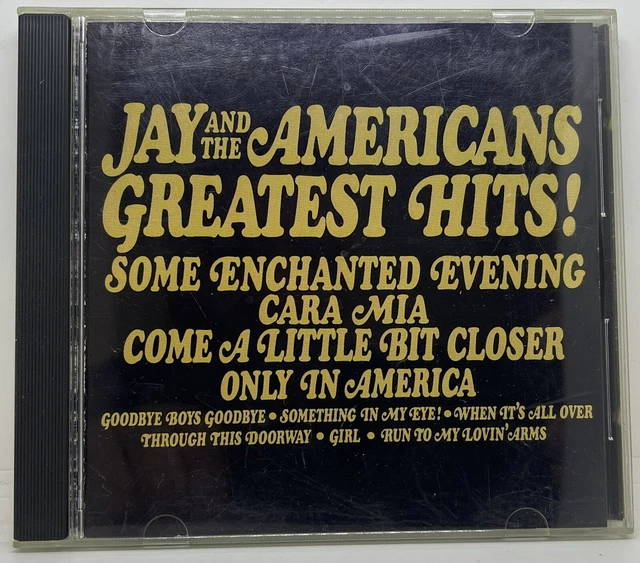 JAY AND THE AMERICANS
GREATEST HITS!
SOME ENCHANTED EVENING
CARA MIA
COME A LITTLE BIT CLOSER
ONLY IN AMERICA
GOODBYE BOYS GOODBYE • SOMETHING IN MY EYE! • WHEN IT'S ALL OVER
THROUGH THIS DOORWAY • GIRL • RUN TO MY LOVIN' ARMS